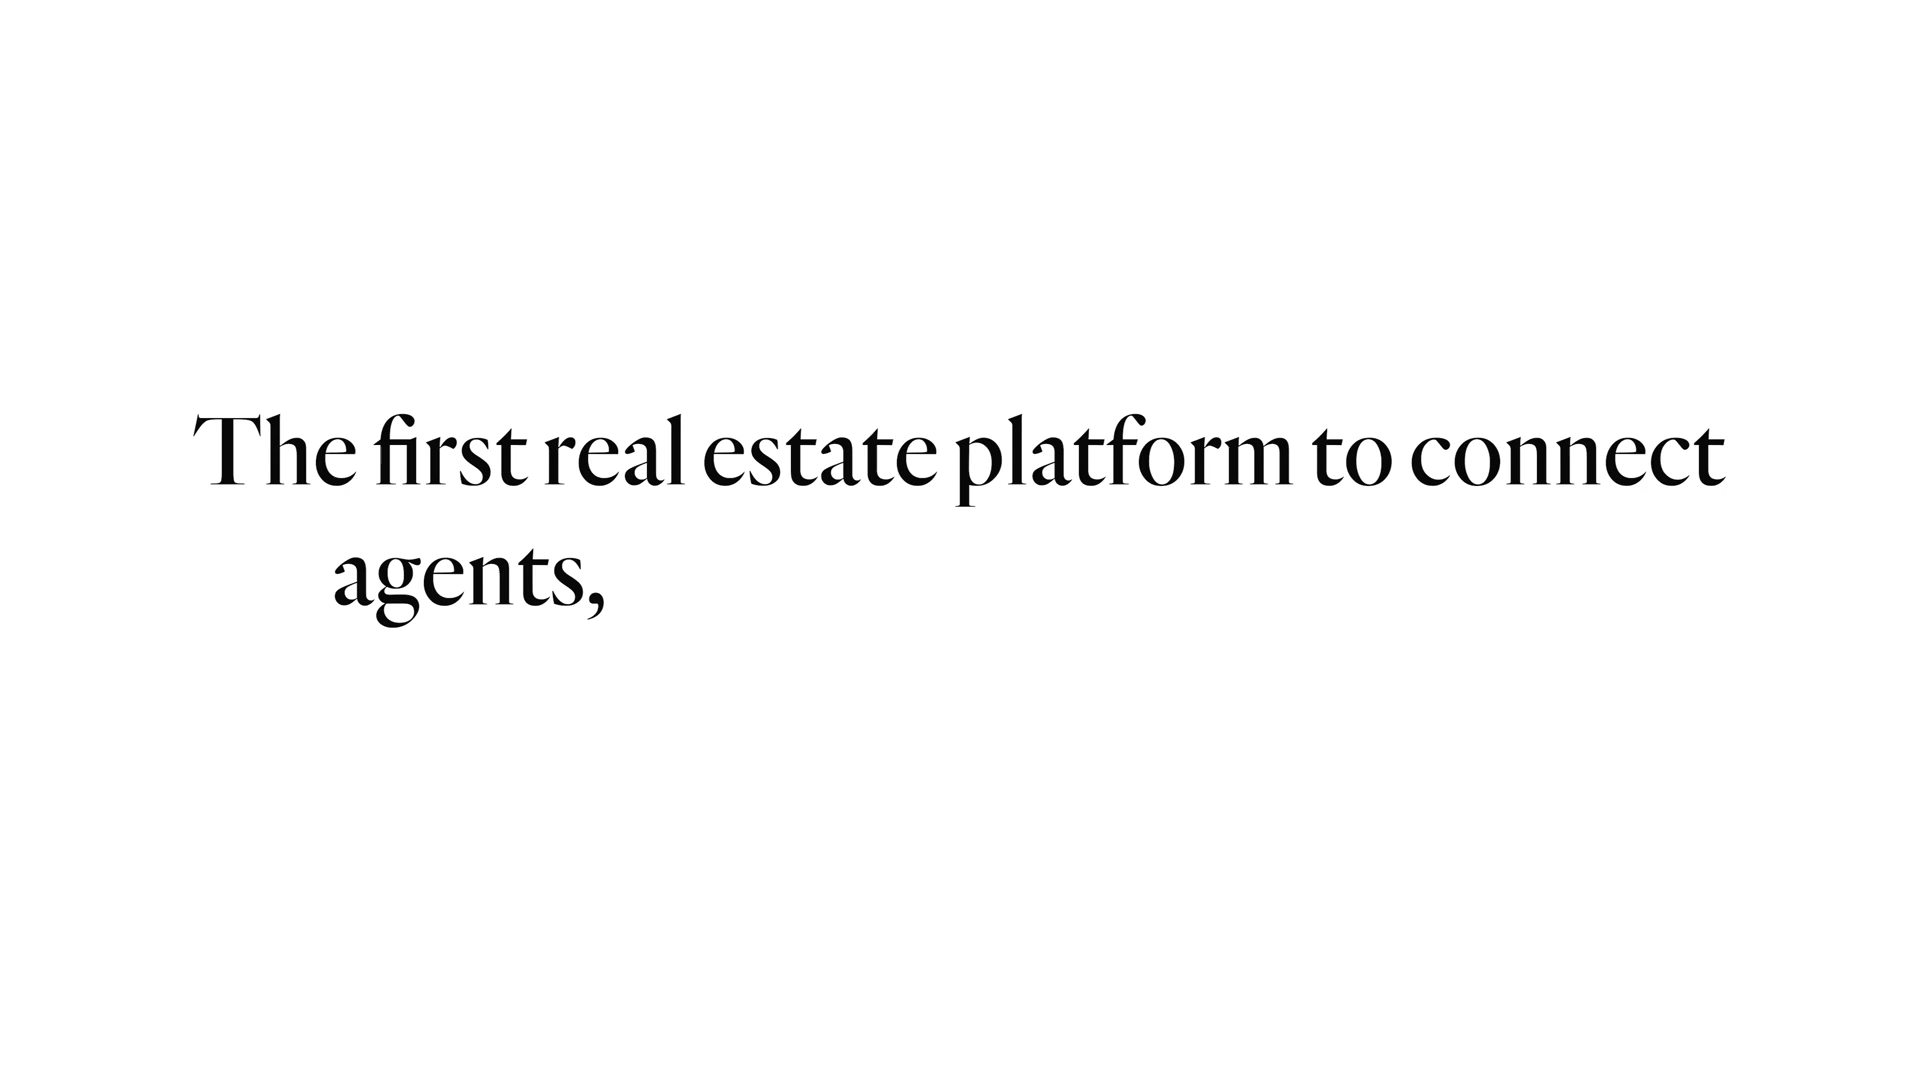 The first real estate platform to connect
agents,